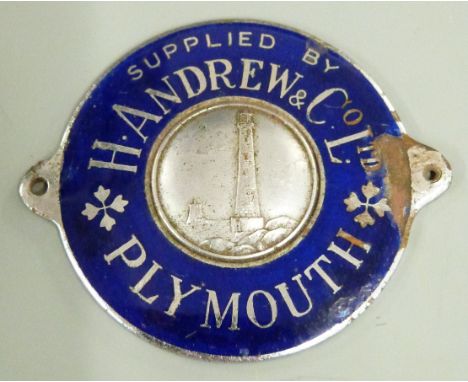 SUPPLIED BY
H. ANDREW & Co LTD
PLYMOUTH